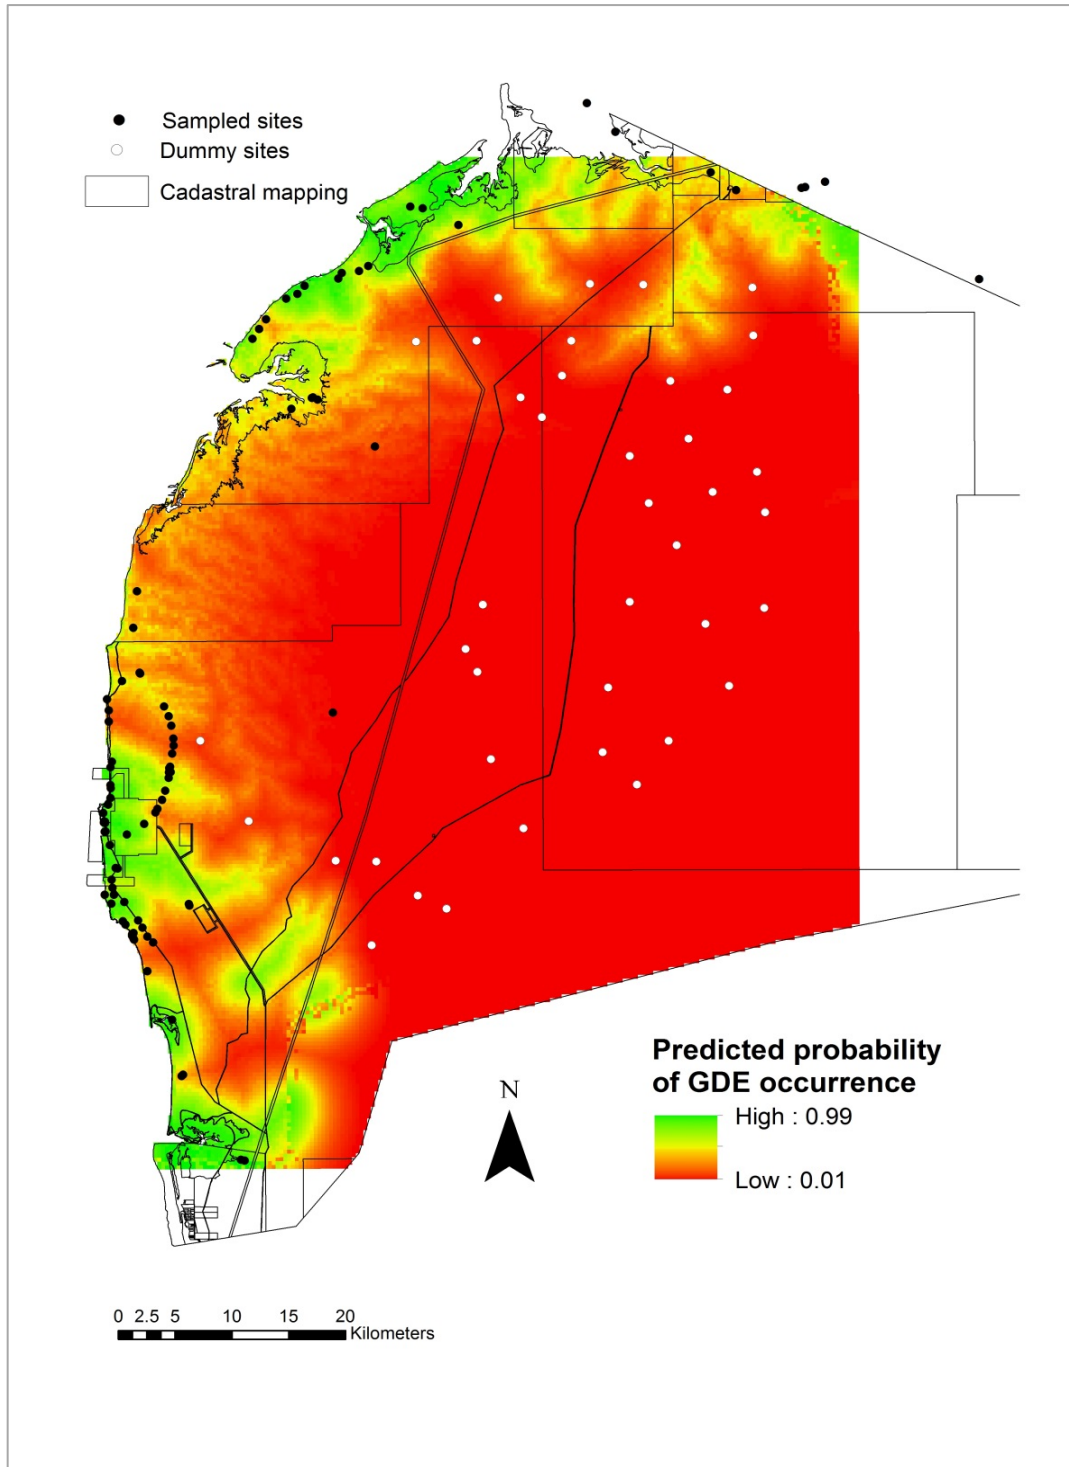 Sampled sites
Dummy sites
Cadastral mapping
Predicted probability
of GDE occurrence
High : 0.99
Low : 0.01
N
0 2.5 5 10 15 20
Kilometers